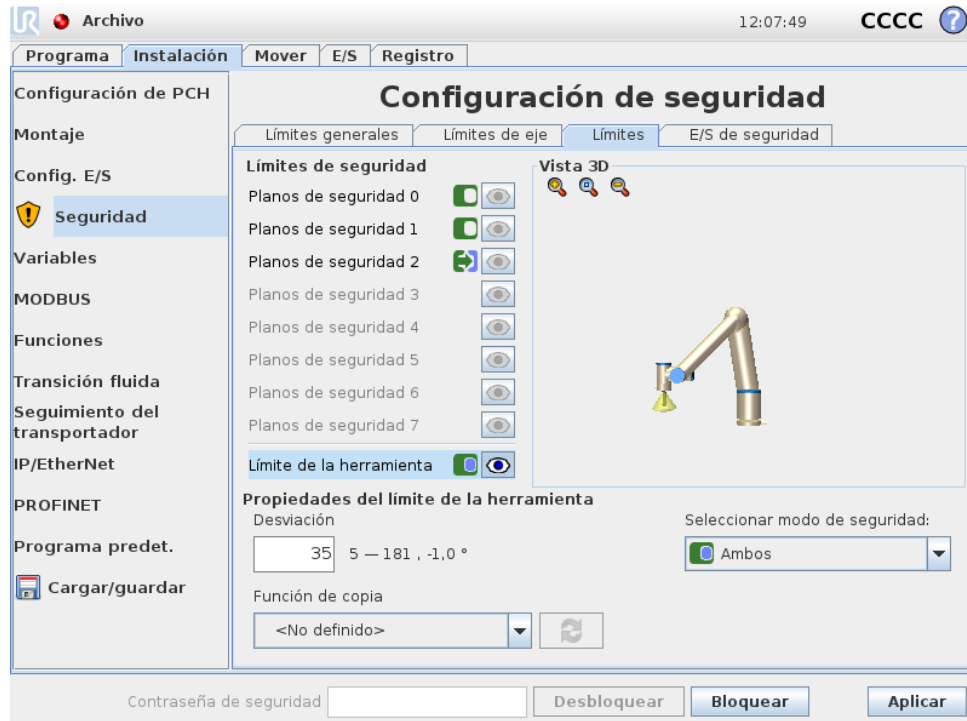 UR Archivo 12:07:49 CCCC ?
Programa Instalación Mover E/S Registro
Configuración de PCH
Montaje
Config. E/S
Seguridad
Variables
MODBUS
Funciones
Transición fluida
Seguimiento del
transportador
IP/EtherNet
PROFINET
Programa predet.
Cargar/guardar
Configuración de seguridad
Límites generales Límites de eje Límites E/S de seguridad
Límites de seguridad
Planos de seguridad 0
Planos de seguridad 1
Planos de seguridad 2
Planos de seguridad 3
Planos de seguridad 4
Planos de seguridad 5
Planos de seguridad 6
Planos de seguridad 7
Límite de la herramienta
Vista 3D
Propiedades del límite de la herramienta
Desviación
35 5 — 181 , -1,0 °
Función de copia
<No definido>
Seleccionar modo de seguridad:
Ambos
Contraseña de seguridad Desbloquear Bloquear Aplicar